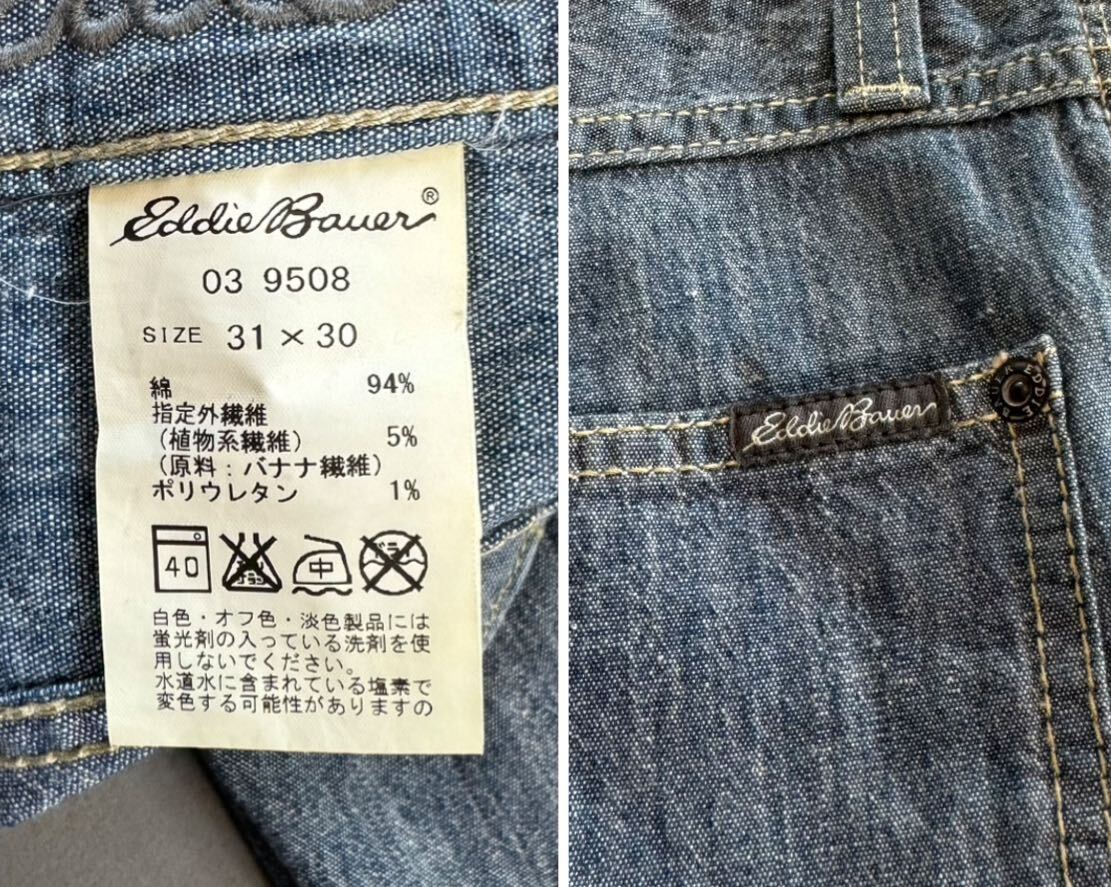 Eddie Bauer®
03 9508
SIZE 31×30
綿 94%
指定外繊維
(植物系繊維) 5%
(原料:バナナ繊維)
ポリウレタン 1%
40 中
白色・オフ色・淡色製品には
蛍光剤の入っている洗剤を使
用しないでください。
水道水に含まれている塩素で
変色する可能性がありますの
Eddie Bauer
EDDIE BAUER